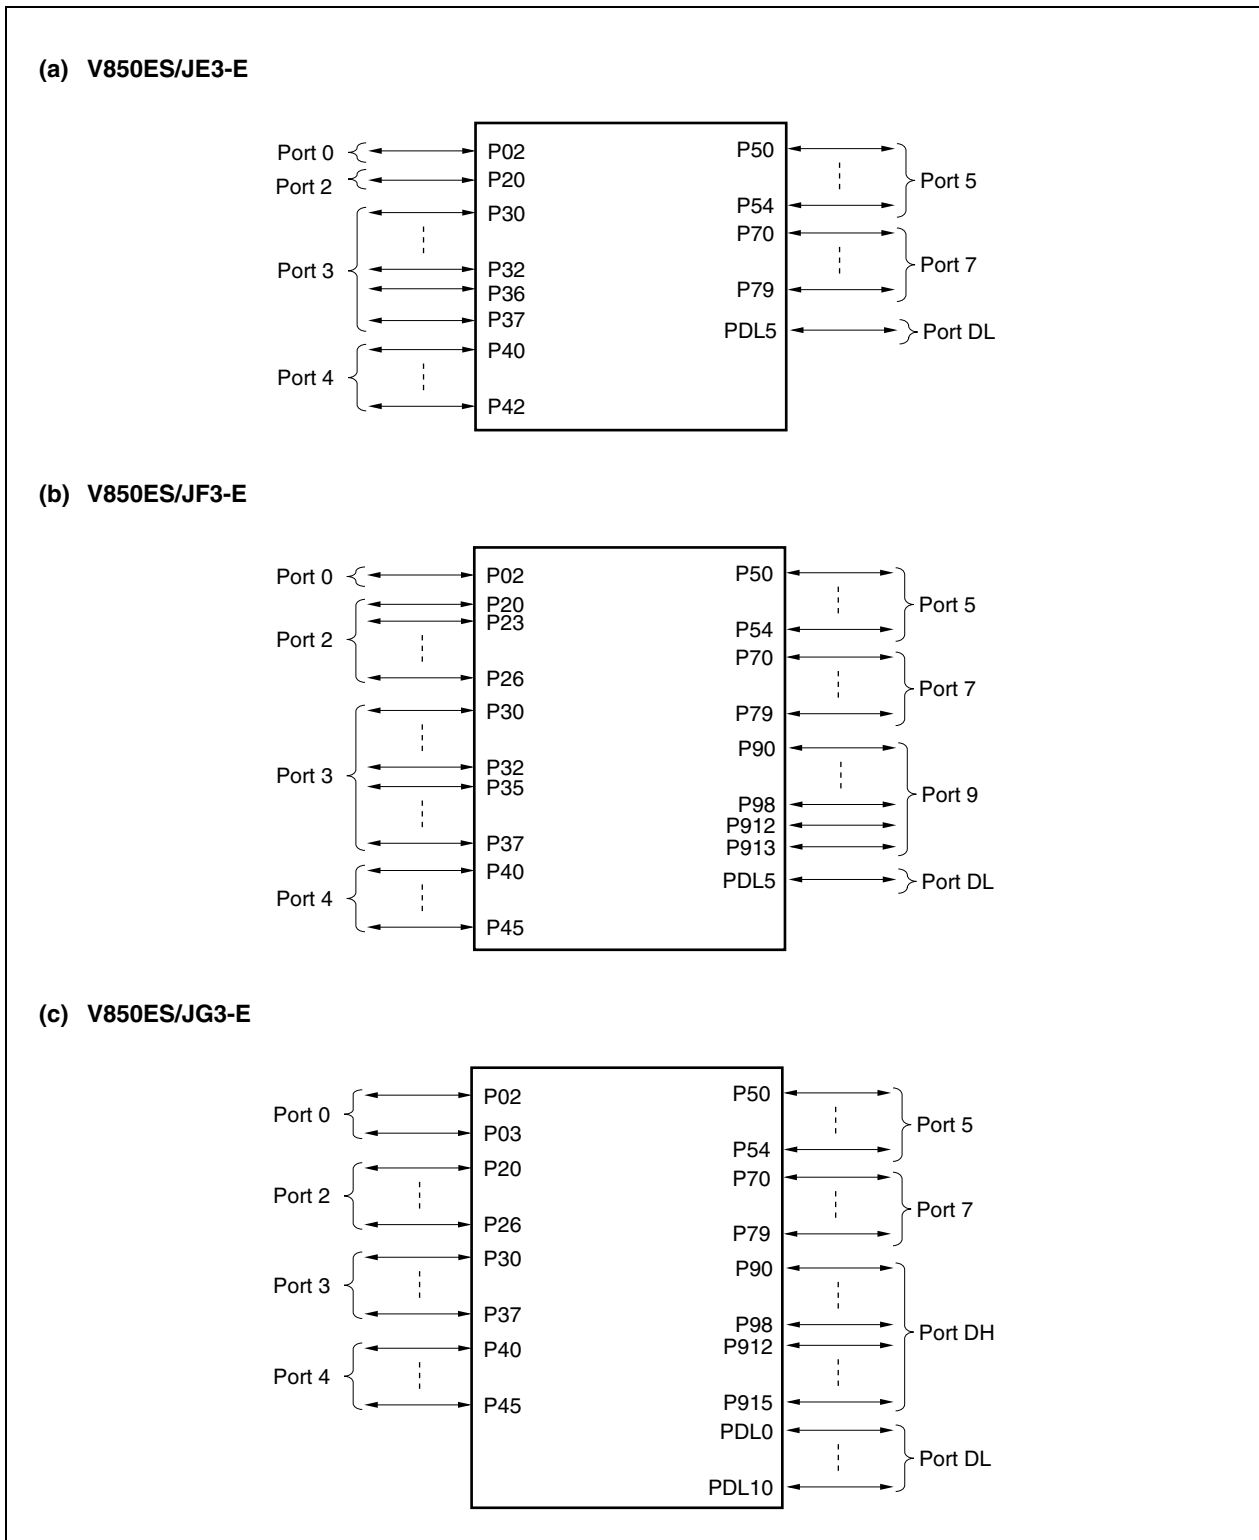 (a) V850ES/JE3-E
Port 0
P02
Port 2
P20
Port 3
P30
P32
P36
P37
Port 4
P40
P42
P50
P54
Port 5
P70
P79
Port 7
PDL5
Port DL
(b) V850ES/JF3-E
Port 0
P02
Port 2
P20
P23
P26
Port 3
P30
P32
P35
P37
Port 4
P40
P45
P50
P54
Port 5
P70
P79
Port 7
P90
P98
P912
P913
Port 9
PDL5
Port DL
(c) V850ES/JG3-E
Port 0
P02
P03
Port 2
P20
P26
Port 3
P30
P37
Port 4
P40
P45
P50
P54
Port 5
P70
P79
Port 7
P90
P98
P912
P915
Port DH
PDL0
PDL10
Port DL